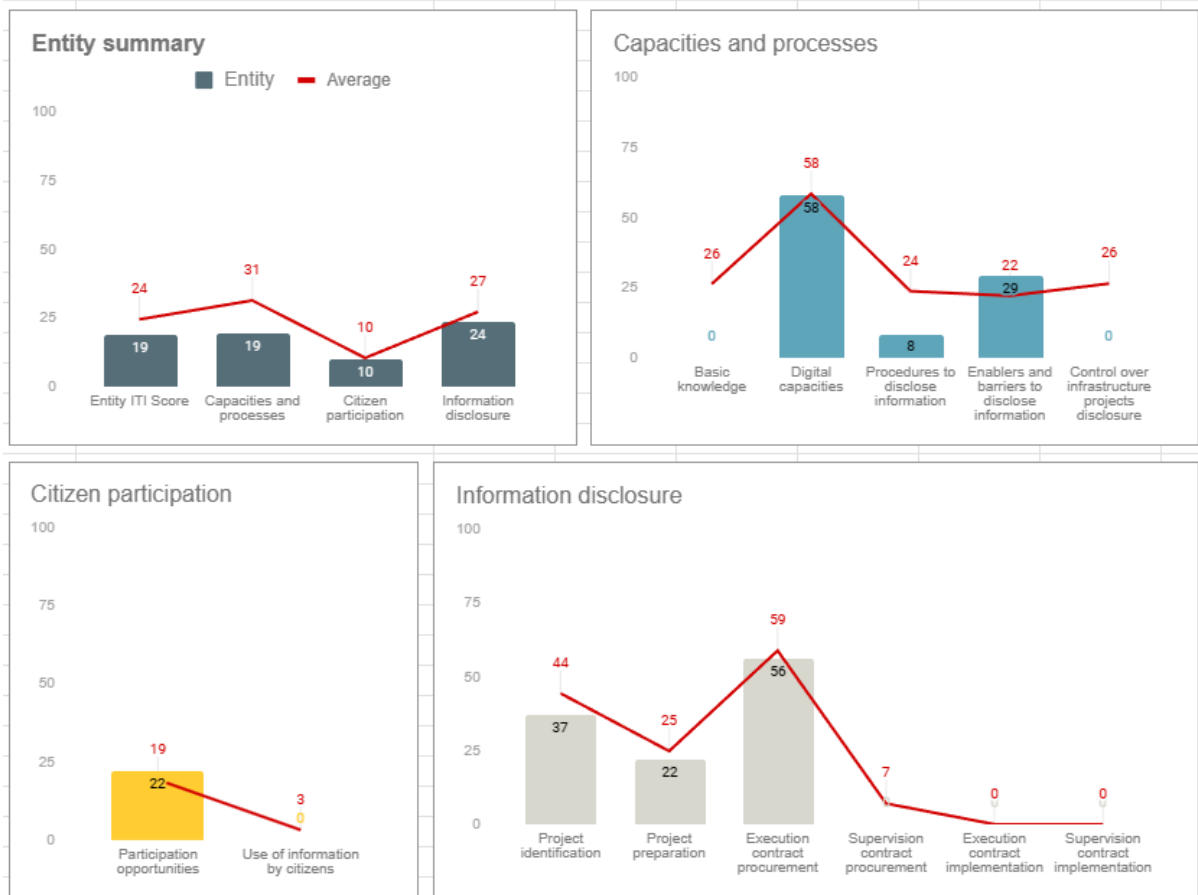 Entity summary
Entity
Average
100
75
50
25
0
24
31
10
27
19
19
10
24
Entity ITI Score
Capacities and
processes
Citizen
participation
Information
disclosure
Capacities and processes
100
75
50
25
0
26
58
24
22
26
0
58
8
29
0
Basic
knowledge
Digital
capacities
Procedures to
disclose
information
Enablers and
barriers to
disclose
information
Control over
infrastructure
projects
disclosure
Citizen participation
100
75
50
25
0
19
3
22
0
Participation
opportunities
Use of information
by citizens
Information disclosure
100
75
50
25
0
44
25
59
7
0
0
37
22
56
0
0
0
Project
identification
Project
preparation
Execution
contract
procurement
Supervision
contract
procurement
Execution
contract
implementation
Supervision
contract
implementation